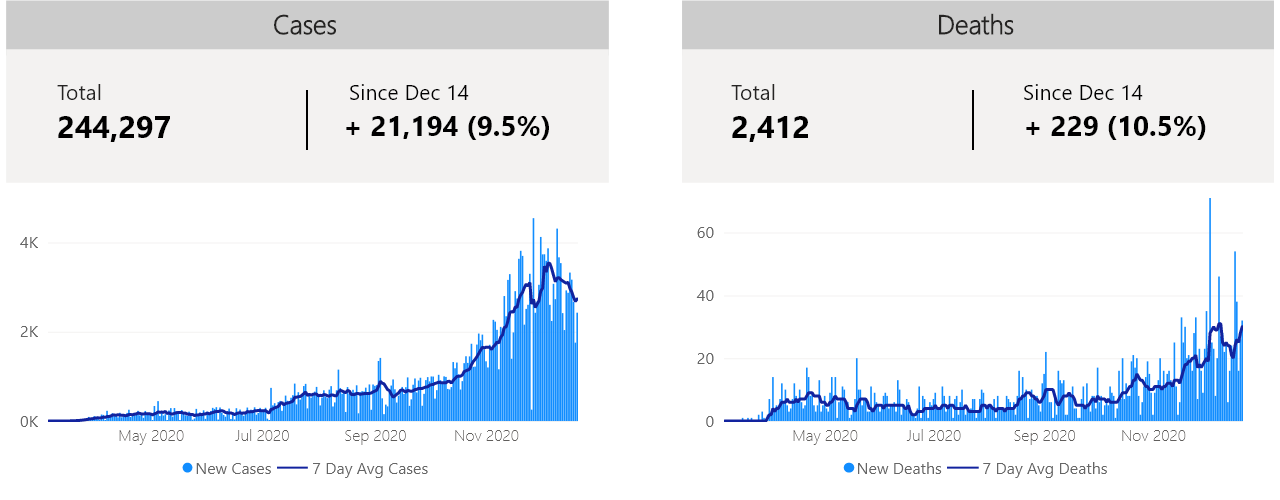 Cases
Total
244,297
Since Dec 14
+ 21,194 (9.5%)
4K
2K
0K
May 2020 Jul 2020 Sep 2020 Nov 2020
New Cases 7 Day Avg Cases
Deaths
Total
2,412
Since Dec 14
+ 229 (10.5%)
60
40
20
0
May 2020 Jul 2020 Sep 2020 Nov 2020
New Deaths 7 Day Avg Deaths